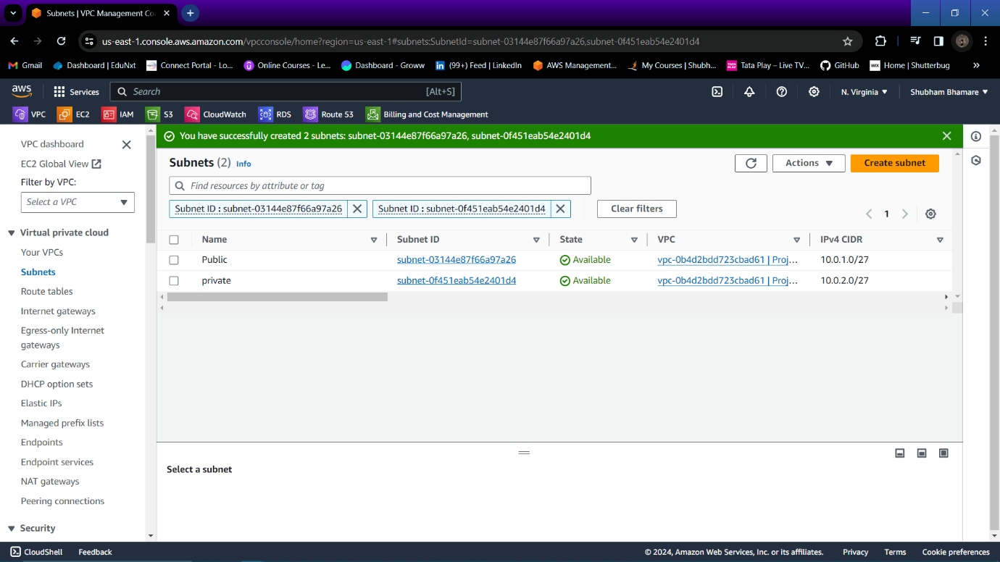 Subnets | VPC Management Co
us-east-1.console.aws.amazon.com/vpcconsole/home?region=us-east-1#subnets:SubnetId=subnet-03144e87f66a97a26,subnet-0f451eab54e2401d4
Gmail Dashboard | EduNxt Connect Portal - Lo... Online Courses - Le... Dashboard - Groww (99+) Feed | LinkedIn AWS Management... My Courses | Shubh... Tata Play – Live TV... GitHub WIX Home | Shutterbug »
aws Services Search [Alt+S] N. Virginia Shubham Bhamare
VPC EC2 IAM S3 CloudWatch RDS Route 53 Billing and Cost Management
VPC dashboard
EC2 Global View
Filter by VPC:
Select a VPC
Virtual private cloud
Your VPCs
Subnets
Route tables
Internet gateways
Egress-only Internet
gateways
Carrier gateways
DHCP option sets
Elastic IPs
Managed prefix lists
Endpoints
Endpoint services
NAT gateways
Peering connections
Security
You have successfully created 2 subnets: subnet-03144e87f66a97a26, subnet-0f451eab54e2401d4
Subnets (2) Info Actions Create subnet
Find resources by attribute or tag
Subnet ID : subnet-03144e87f66a97a26 Subnet ID : subnet-0f451eab54e2401d4 Clear filters
1
Name Subnet ID State VPC IPv4 CIDR
Public subnet-03144e87f66a97a26 Available vpc-0b4d2bdd723cbad61 | Proj... 10.0.1.0/27
private subnet-0f451eab54e2401d4 Available vpc-0b4d2bdd723cbad61 | Proj... 10.0.2.0/27
Select a subnet
CloudShell Feedback © 2024, Amazon Web Services, Inc. or its affiliates. Privacy Terms Cookie preferences